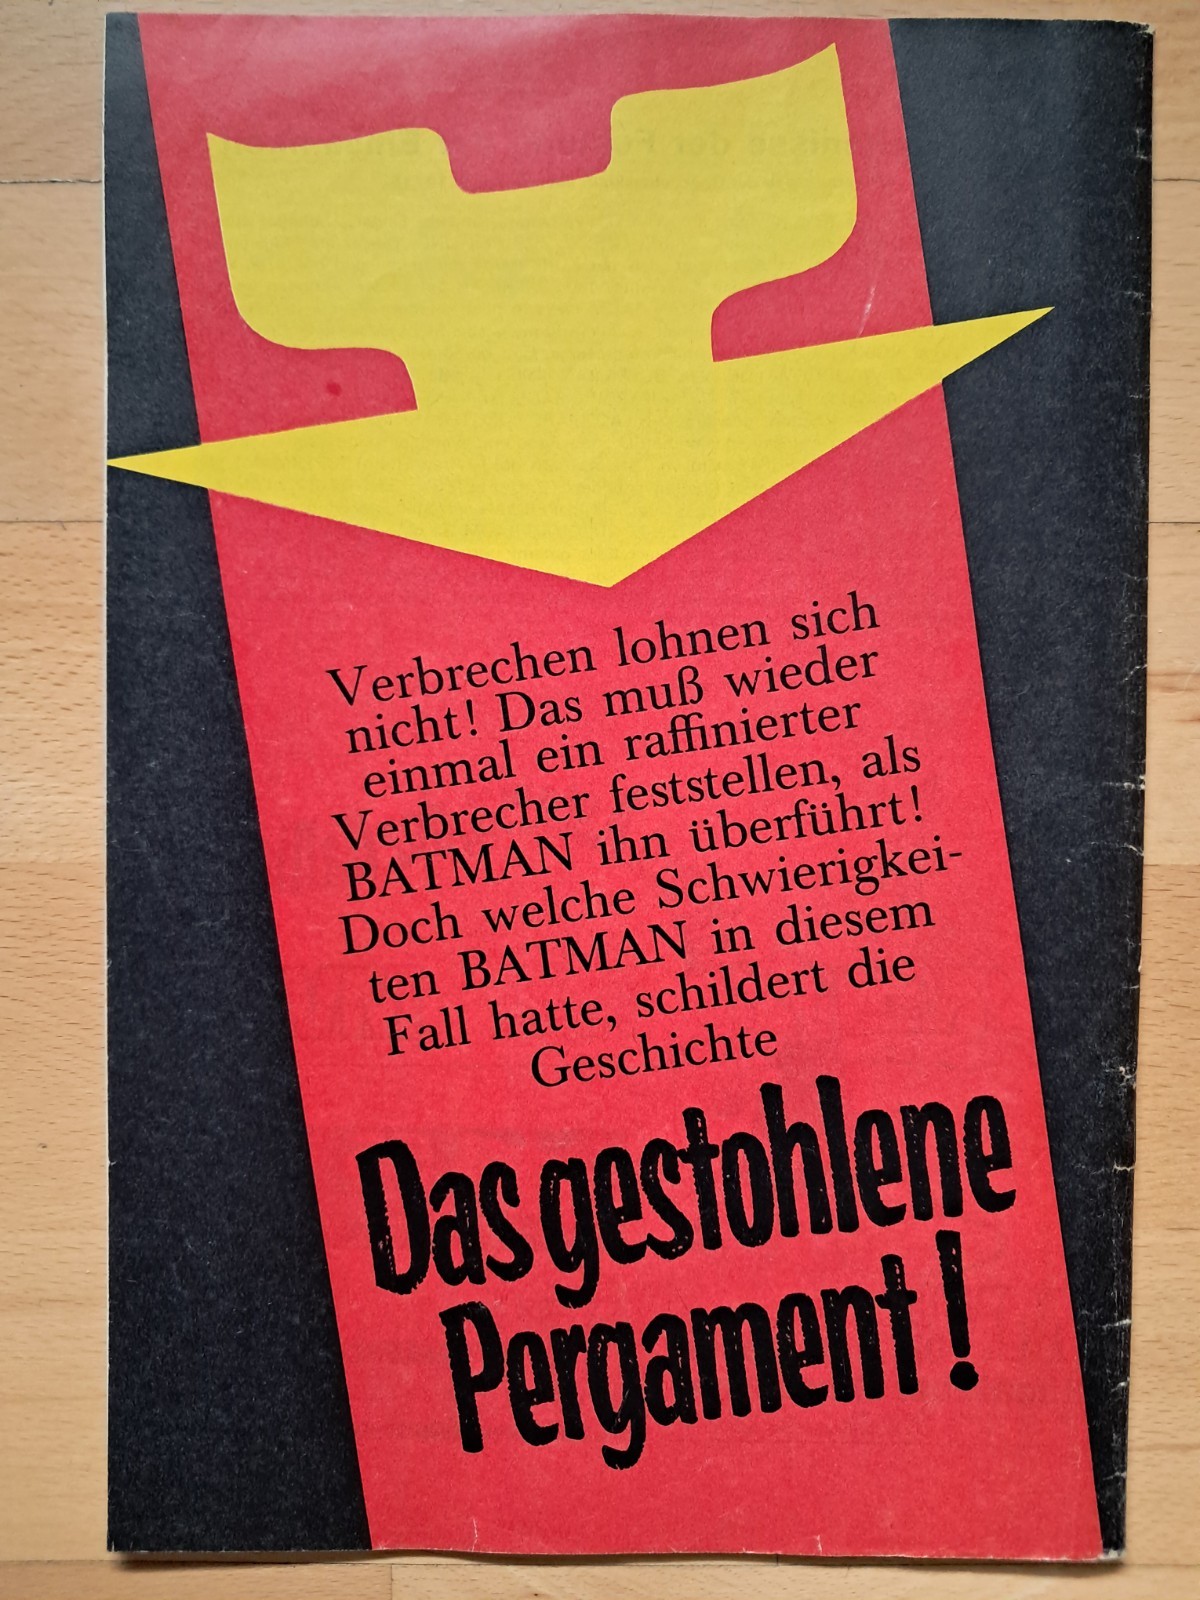 Verbrechen lohnen sich
nicht! Das muß wieder
einmal ein raffinierter
Verbrecher feststellen, als
BATMAN ihn überführt!
Doch welche Schwierigkei-
ten BATMAN in diesem
Fall hatte, schildert die
Geschichte
Das gestohlene
Pergament!